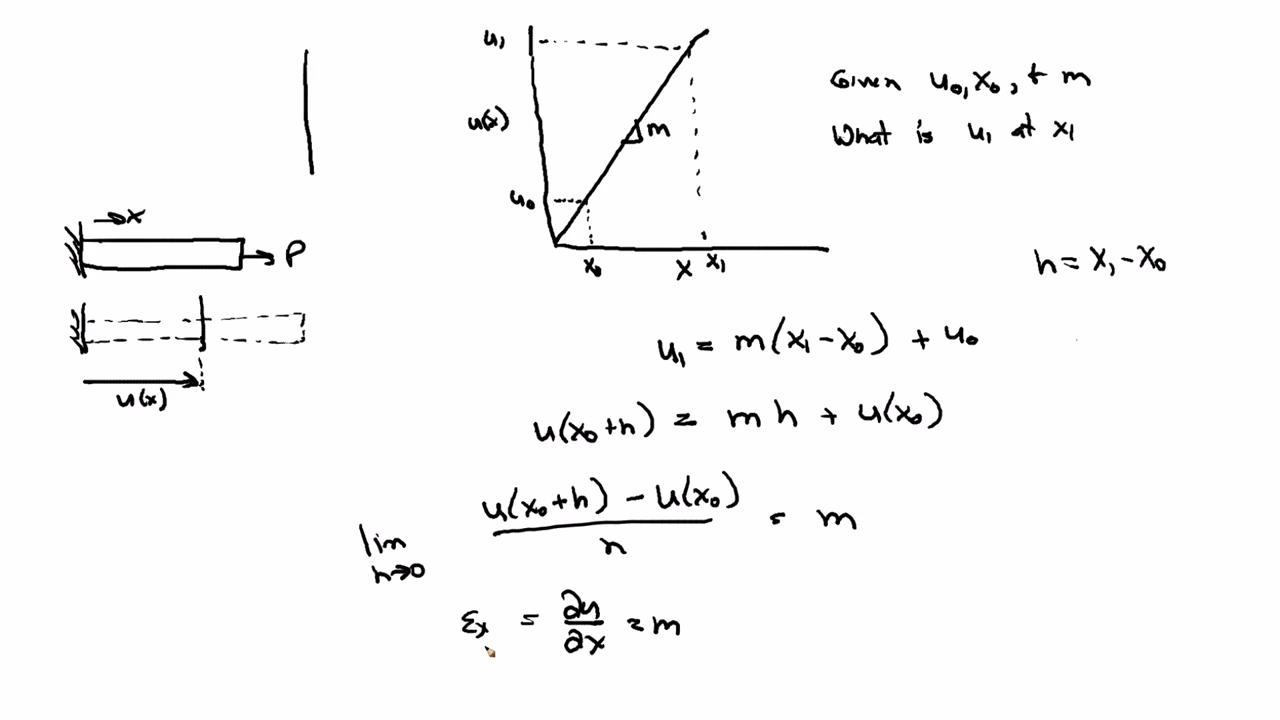 u₁
u(x)
m
u₀
x₀
x x₁
Given u₀, x₀, + m
What is u₁ at x₁
→x
P
u(x)
h = x₁ - x₀
u₁ = m(x₁ - x₀) + u₀
u(x₀+h) = m h + u(x₀)
lim h→0 u(x₀+h) - u(x₀) / h = m
εx = ∂u/∂x = m